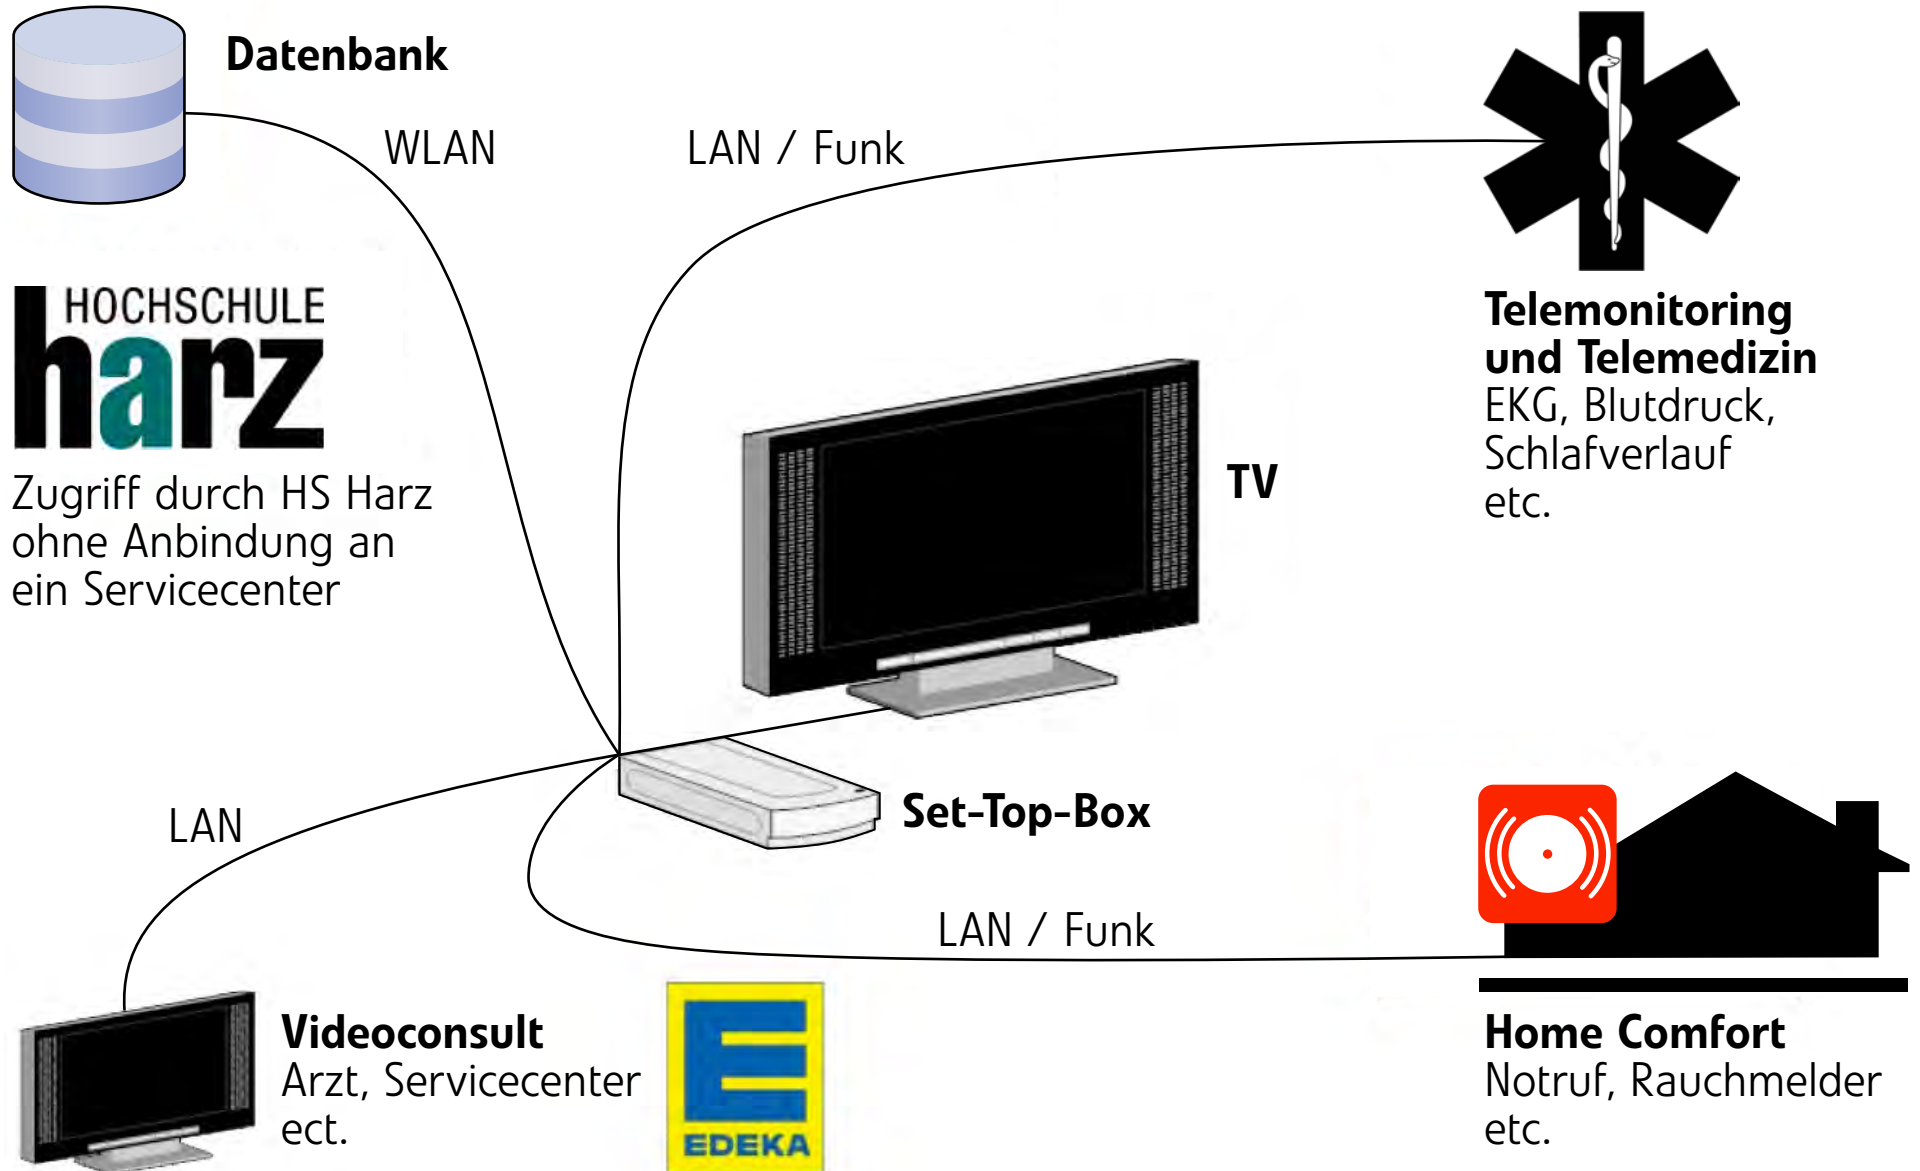 Datenbank
WLAN
LAN / Funk
HOCHSCHULE
harz
Zugriff durch HS Harz
ohne Anbindung an
ein Servicecenter
Telemonitoring
und Telemedizin
EKG, Blutdruck,
Schlafverlauf
etc.
TV
Set-Top-Box
LAN
LAN / Funk
Videoconsult
Arzt, Servicecenter
ect.
E
EDEKA
Home Comfort
Notruf, Rauchmelder
etc.